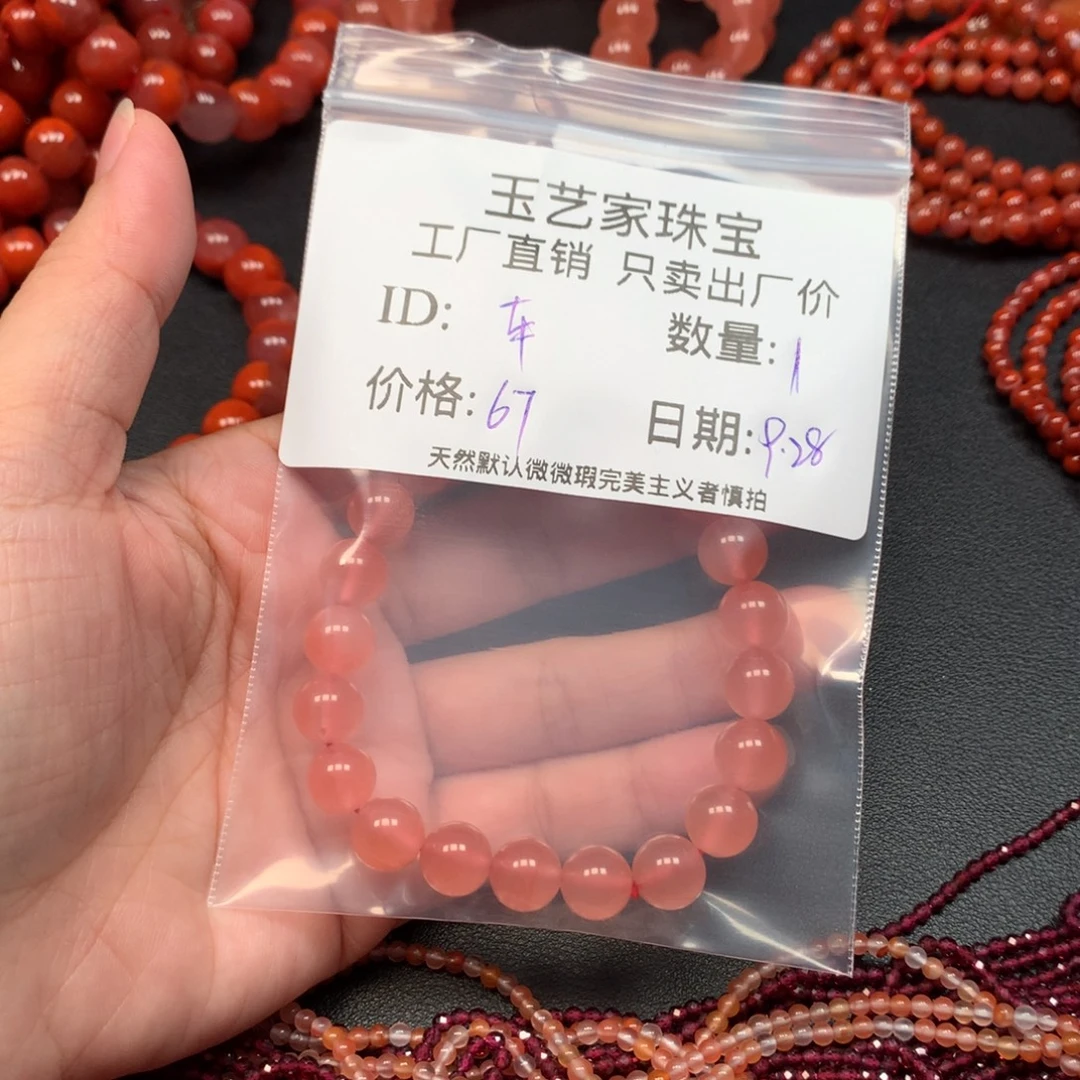 玉艺家珠宝
工厂直销 只卖出厂价
ID: 车 数量: 1
价格: 67 日期: 9.28
天然默认微微瑕完美主义者慎拍